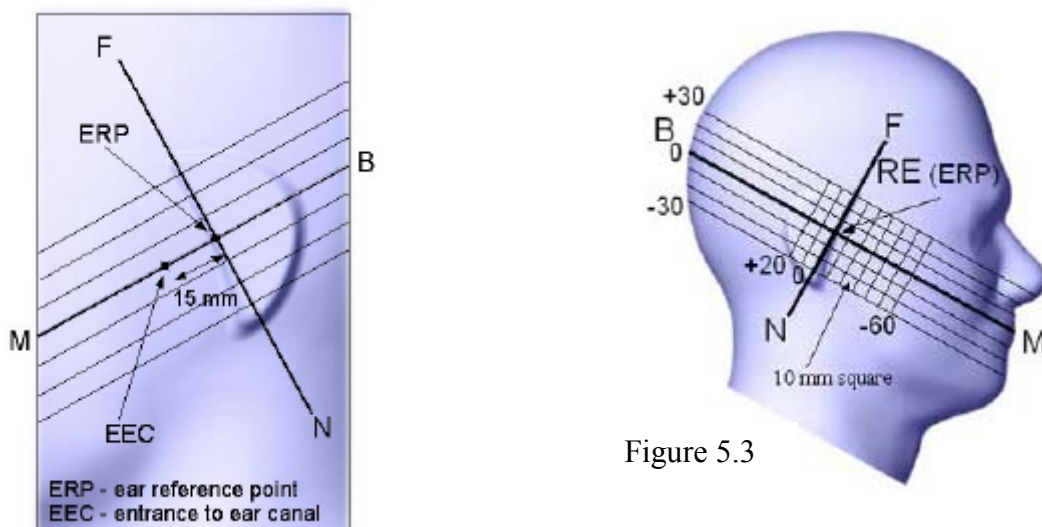 F
ERP
B
15 mm
M
EEC
N
ERP - ear reference point
EEC - entrance to ear canal
+30
B
0
F
RE (ERP)
-30
+20
0
N
-60
M
10 mm square
Figure 5.3